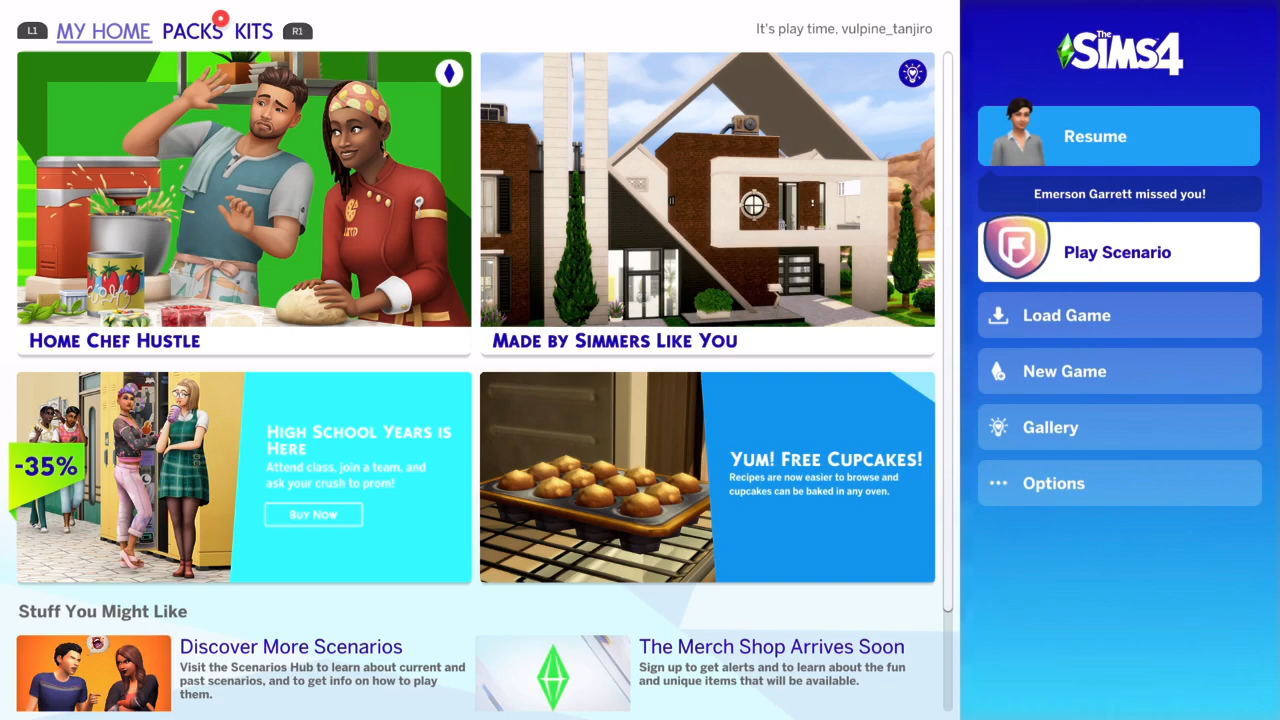 L1 MY HOME PACKS KITS R1
It's play time, vulpine_tanjiro
HOME CHEF HUSTLE
MADE BY SIMMERS LIKE YOU
-35%
HIGH SCHOOL YEARS IS
HERE
Attend class, join a team, and
ask your crush to prom!
BUY NOW
YUM! FREE CUPCAKES!
Recipes are now easier to browse and
cupcakes can be baked in any oven.
Stuff You Might Like
Discover More Scenarios
Visit the Scenarios Hub to learn about current and
past scenarios, and to get info on how to play
them.
The Merch Shop Arrives Soon
Sign up to get alerts and to learn about the fun
and unique items that will be available.
The
SIMS4
Resume
Emerson Garrett missed you!
Play Scenario
Load Game
New Game
Gallery
Options